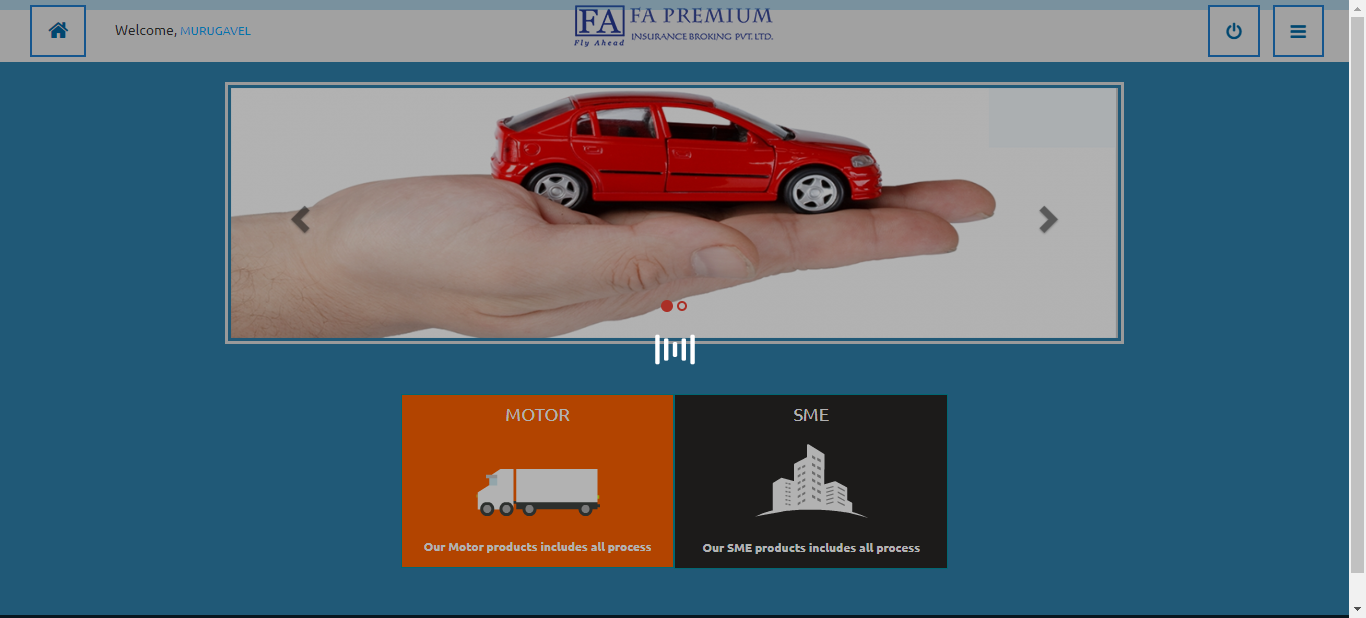 Welcome, MURUGAVEL
FA
Fly Ahead
FA PREMIUM
INSURANCE BROKING PVT. LTD.
MOTOR
Our Motor products includes all process
SME
Our SME products includes all process